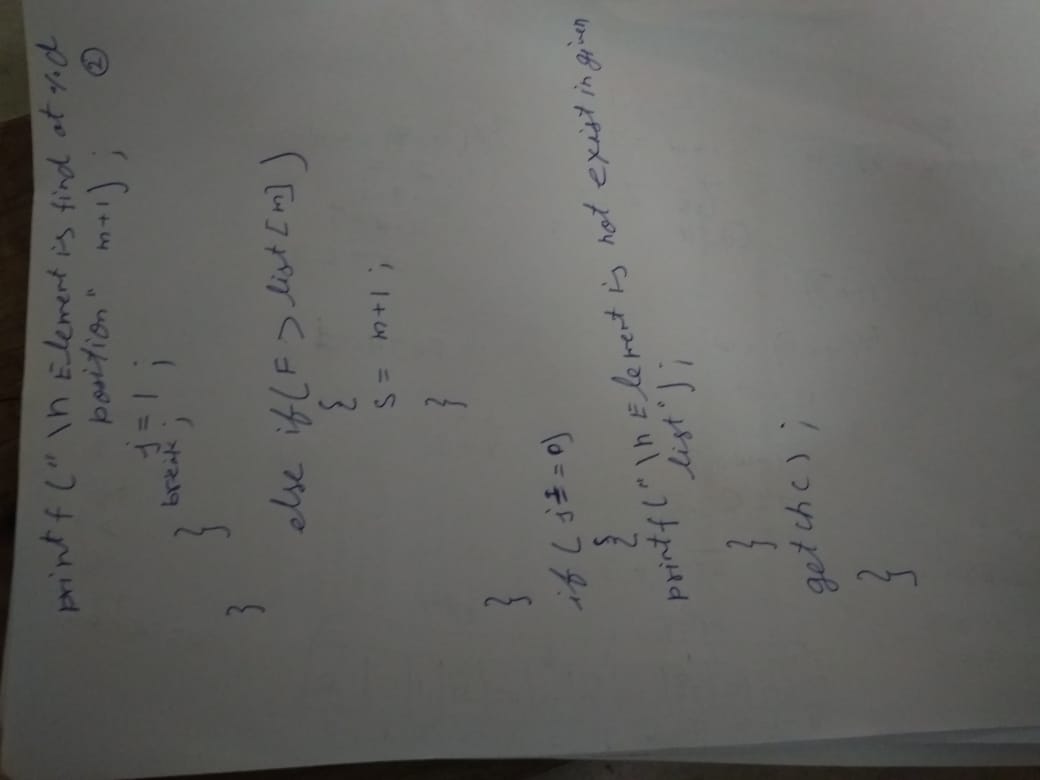 printf("\n Element is find at %d
②
position" m+1);
j=1;
break;
}
}
else if(F > list[m])
{
S = m+1;
}
}
if(j==0)
{
printf("\n Element is not exist in given
list");
}
getch();
}